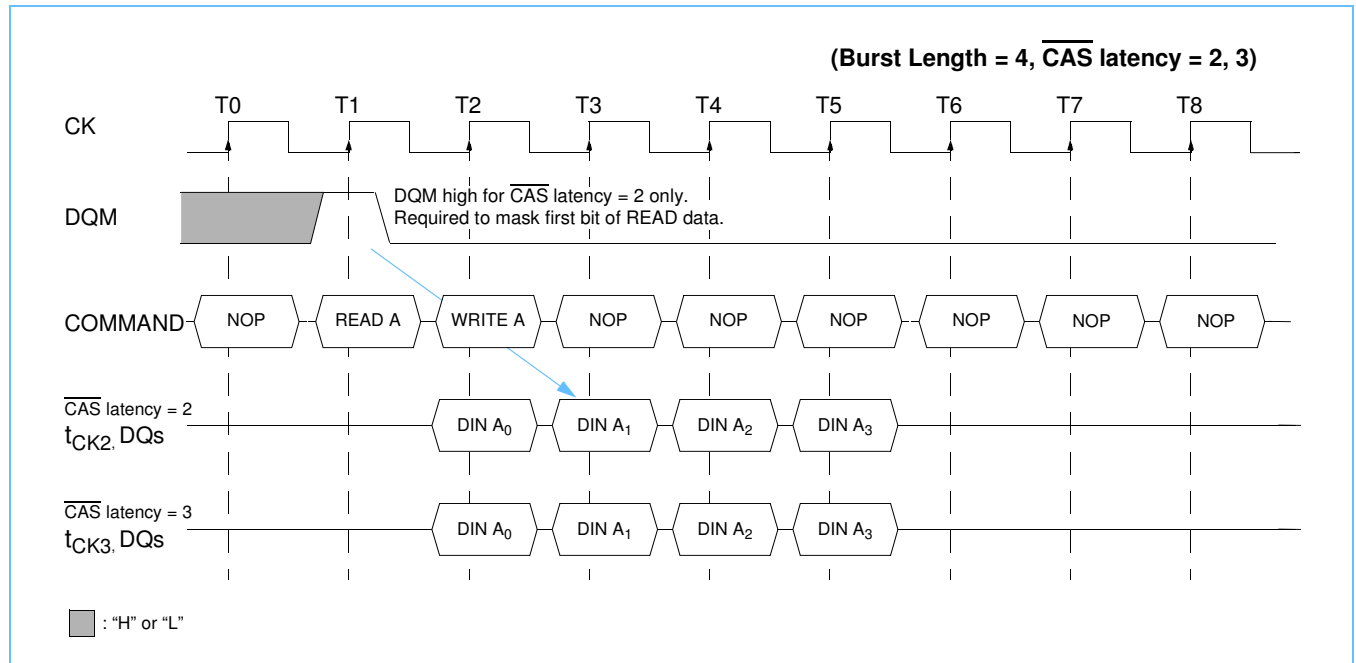 (Burst Length = 4, CAS latency = 2, 3)
T0 T1 T2 T3 T4 T5 T6 T7 T8
CK
DQM high for CAS latency = 2 only.
Required to mask first bit of READ data.
DQM
COMMAND NOP READ A WRITE A NOP NOP NOP NOP NOP NOP
CAS latency = 2
tCK2, DQs
DIN A0 DIN A1 DIN A2 DIN A3
CAS latency = 3
tCK3, DQs
DIN A0 DIN A1 DIN A2 DIN A3
: “H” or “L”